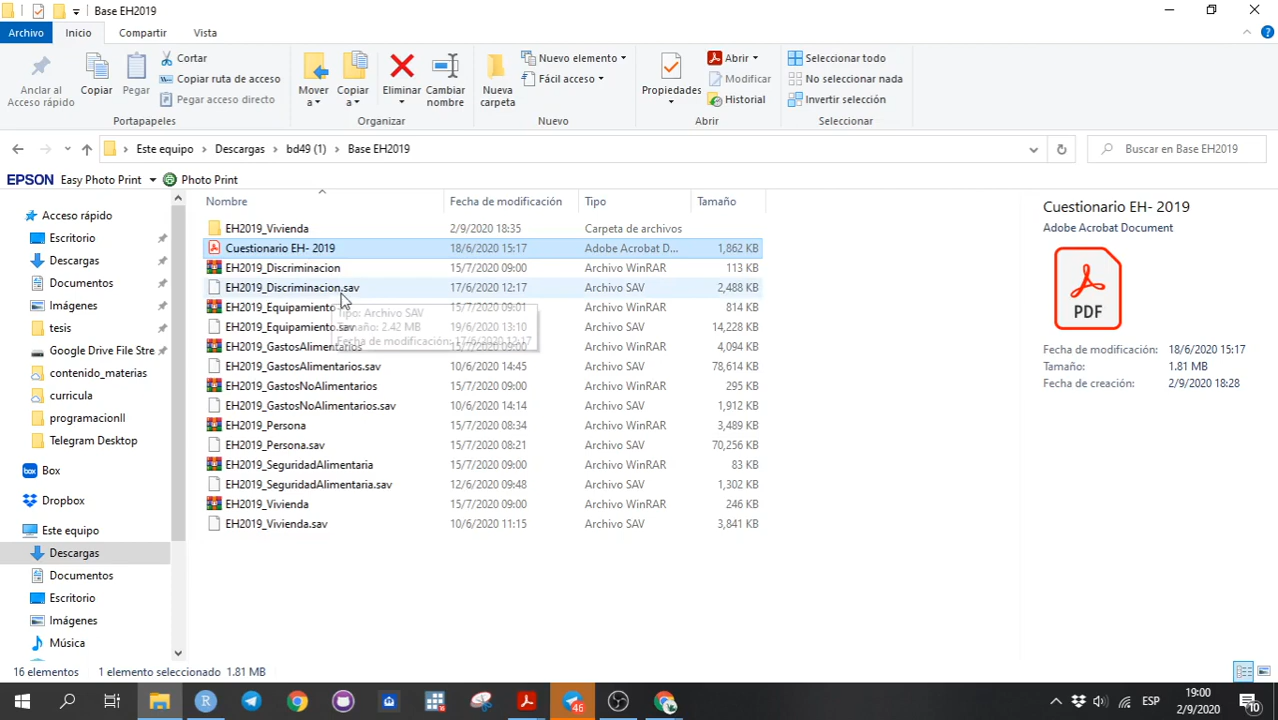 Base EH2019
Archivo Inicio Compartir Vista
Anclar al Acceso rápido
Copiar
Pegar
Cortar
Copiar ruta de acceso
Pegar acceso directo
Portapapeles
Mover a
Copiar a
Eliminar
Cambiar nombre
Organizar
Nueva carpeta
Nuevo elemento
Fácil acceso
Nuevo
Propiedades
Abrir
Modificar
Historial
Abrir
Seleccionar todo
No seleccionar nada
Invertir selección
Seleccionar
Este equipo Descargas bd49 (1) Base EH2019
Buscar en Base EH2019
EPSON Easy Photo Print Photo Print
Acceso rápido
Escritorio
Descargas
Documentos
Imágenes
tesis
Google Drive File Stre
contenido_materias
curricula
programacionII
Telegram Desktop
Box
Dropbox
Este equipo
Descargas
Documentos
Escritorio
Imágenes
Música
Nombre Fecha de modificación Tipo Tamaño
EH2019_Vivienda 2/9/2020 18:35 Carpeta de archivos
Cuestionario EH- 2019 18/6/2020 15:17 Adobe Acrobat D... 1,862 KB
EH2019_Discriminacion 15/7/2020 09:00 Archivo WinRAR 113 KB
EH2019_Discriminacion.sav 17/6/2020 12:17 Archivo SAV 2,488 KB
EH2019_Equipamiento 15/7/2020 09:01 Archivo WinRAR 814 KB
EH2019_Equipamiento.sav 19/6/2020 13:10 Archivo SAV 14,228 KB
EH2019_GastosAlimentarios 15/7/2020 09:00 Archivo WinRAR 4,094 KB
EH2019_GastosAlimentarios.sav 10/6/2020 14:45 Archivo SAV 78,614 KB
EH2019_GastosNoAlimentarios 15/7/2020 09:00 Archivo WinRAR 295 KB
EH2019_GastosNoAlimentarios.sav 10/6/2020 14:14 Archivo SAV 1,912 KB
EH2019_Persona 15/7/2020 08:34 Archivo WinRAR 3,489 KB
EH2019_Persona.sav 15/7/2020 08:21 Archivo SAV 70,256 KB
EH2019_SeguridadAlimentaria 15/7/2020 09:00 Archivo WinRAR 83 KB
EH2019_SeguridadAlimentaria.sav 12/6/2020 09:48 Archivo SAV 1,302 KB
EH2019_Vivienda 15/7/2020 09:00 Archivo WinRAR 246 KB
EH2019_Vivienda.sav 10/6/2020 11:15 Archivo SAV 3,841 KB
Tipo: Archivo SAV
Tamaño: 2.42 MB
Fecha de modificación: 17/6/2020 12:17
Cuestionario EH- 2019
Adobe Acrobat Document
PDF
Fecha de modificación: 18/6/2020 15:17
Tamaño: 1.81 MB
Fecha de creación: 2/9/2020 18:28
16 elementos 1 elemento seleccionado 1.81 MB
46
ESP
19:00
2/9/2020
10